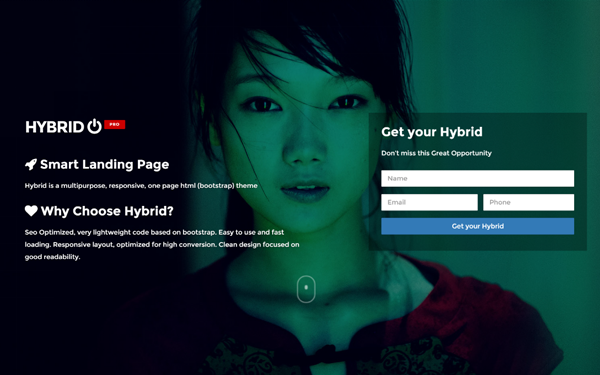 HYBRID PRO
Smart Landing Page
Hybrid is a multipurpose, responsive, one page html (bootstrap) theme
Why Choose Hybrid?
Seo Optimized, very lightweight code based on bootstrap. Easy to use and fast
loading. Responsive layout, optimized for high conversion. Clean design focused on
good readability.
Get your Hybrid
Don't miss this Great Opportunity
Name
Email Phone
Get your Hybrid